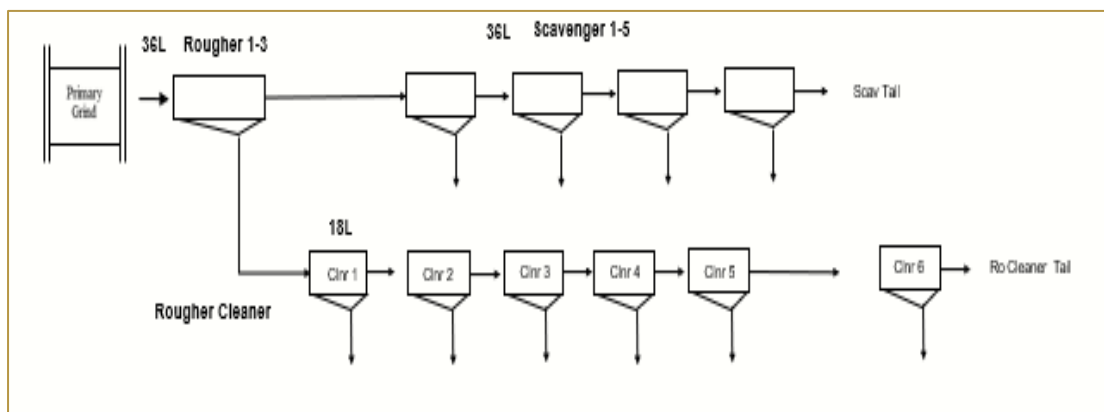 36L Rougher 1-3
36L Scavenger 1-5
Primary
Grind
Scav Tail
18L
Clnr 1
Clnr 2
Clnr 3
Clnr 4
Clnr 5
Clnr 6
Ro Cleaner Tail
Rougher Cleaner